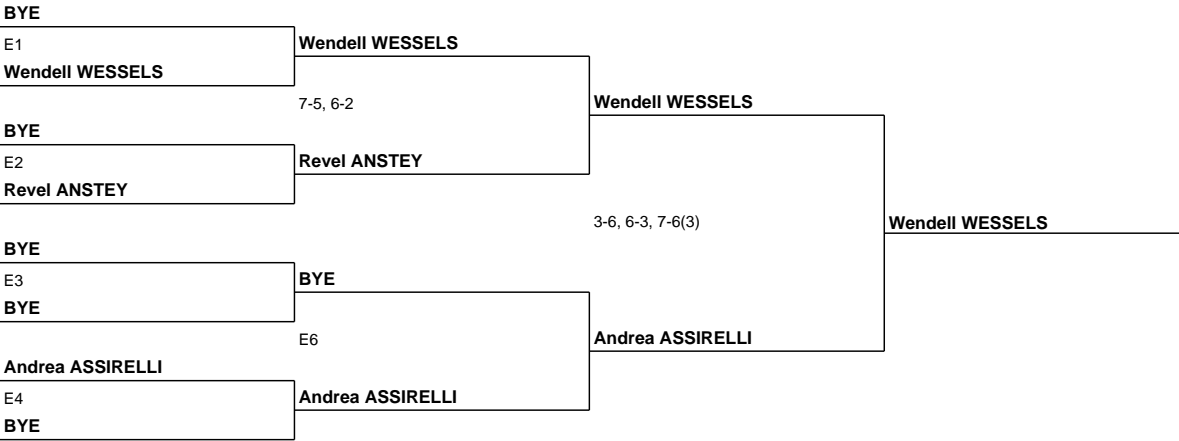 BYE
E1
Wendell WESSELS
Wendell WESSELS
7-5, 6-2
Wendell WESSELS
BYE
E2
Revel ANSTEY
Revel ANSTEY
3-6, 6-3, 7-6(3)
Wendell WESSELS
BYE
E3
BYE
BYE
E6
Andrea ASSIRELLI
Andrea ASSIRELLI
E4
Andrea ASSIRELLI
BYE